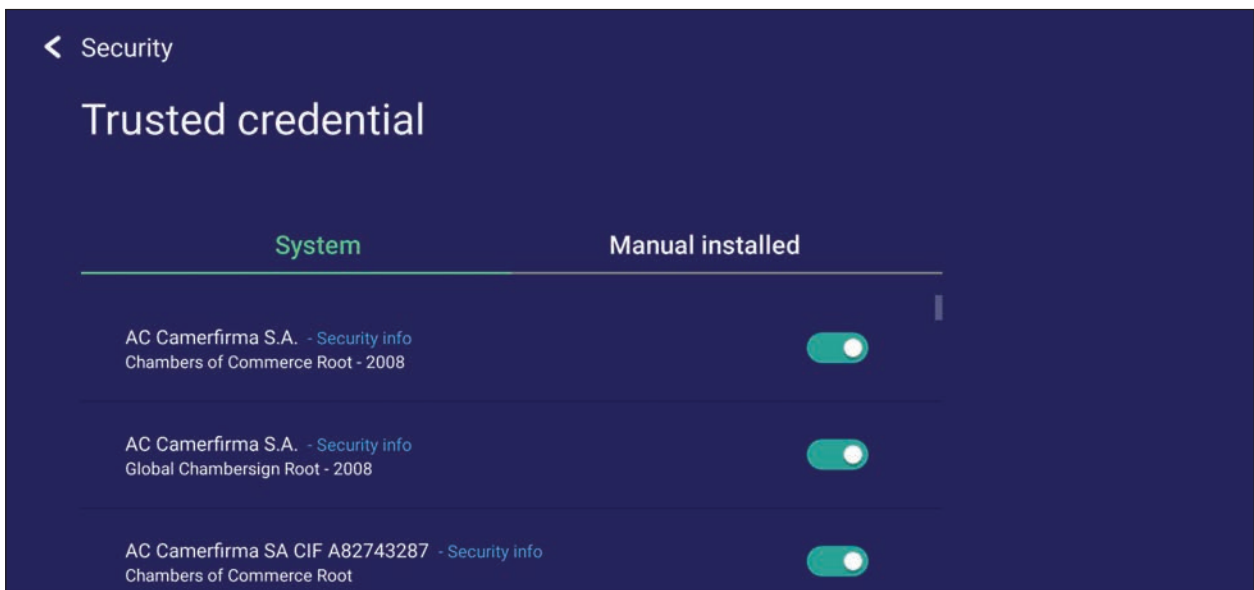 Security
Trusted credential
System Manual installed
AC Camerfirma S.A. - Security info
Chambers of Commerce Root - 2008
AC Camerfirma S.A. - Security info
Global Chambersign Root - 2008
AC Camerfirma SA CIF A82743287 - Security info
Chambers of Commerce Root